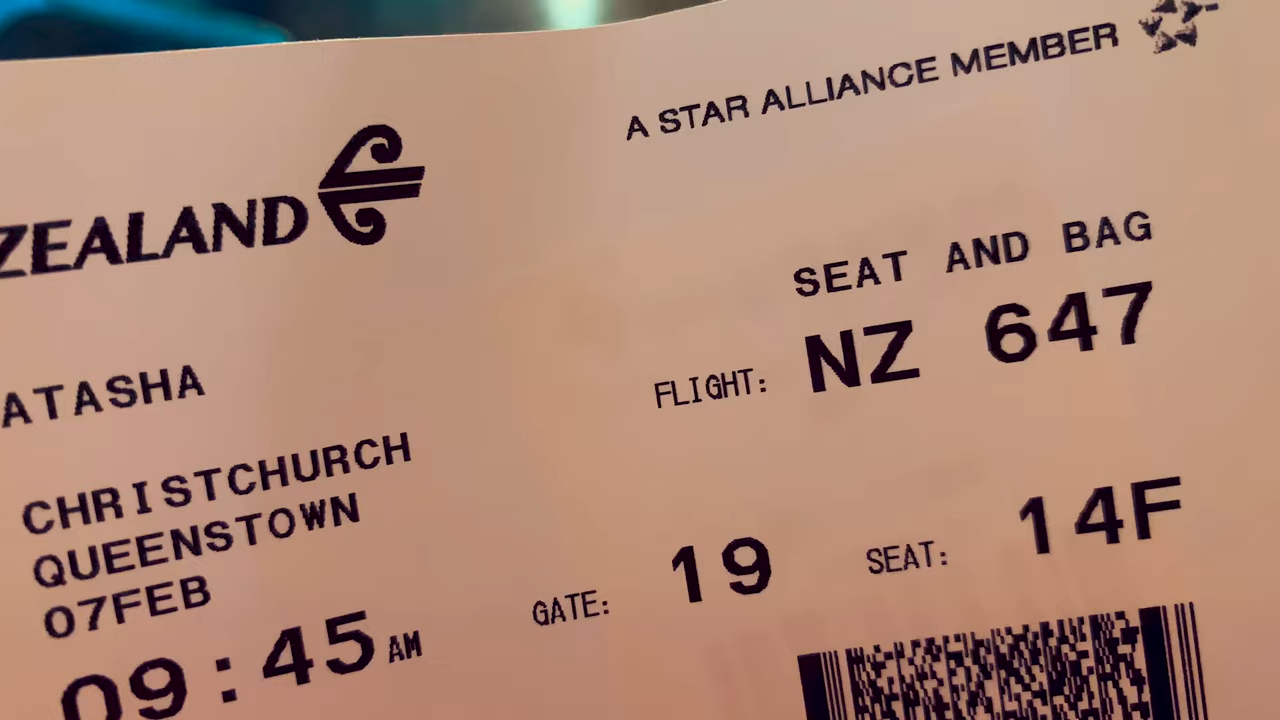 A STAR ALLIANCE MEMBER
ZEALAND
SEAT AND BAG
FLIGHT: NZ 647
ATASHA
CHRISTCHURCH
QUEENSTOWN
07FEB
GATE: 19 SEAT: 14F
09:45 AM